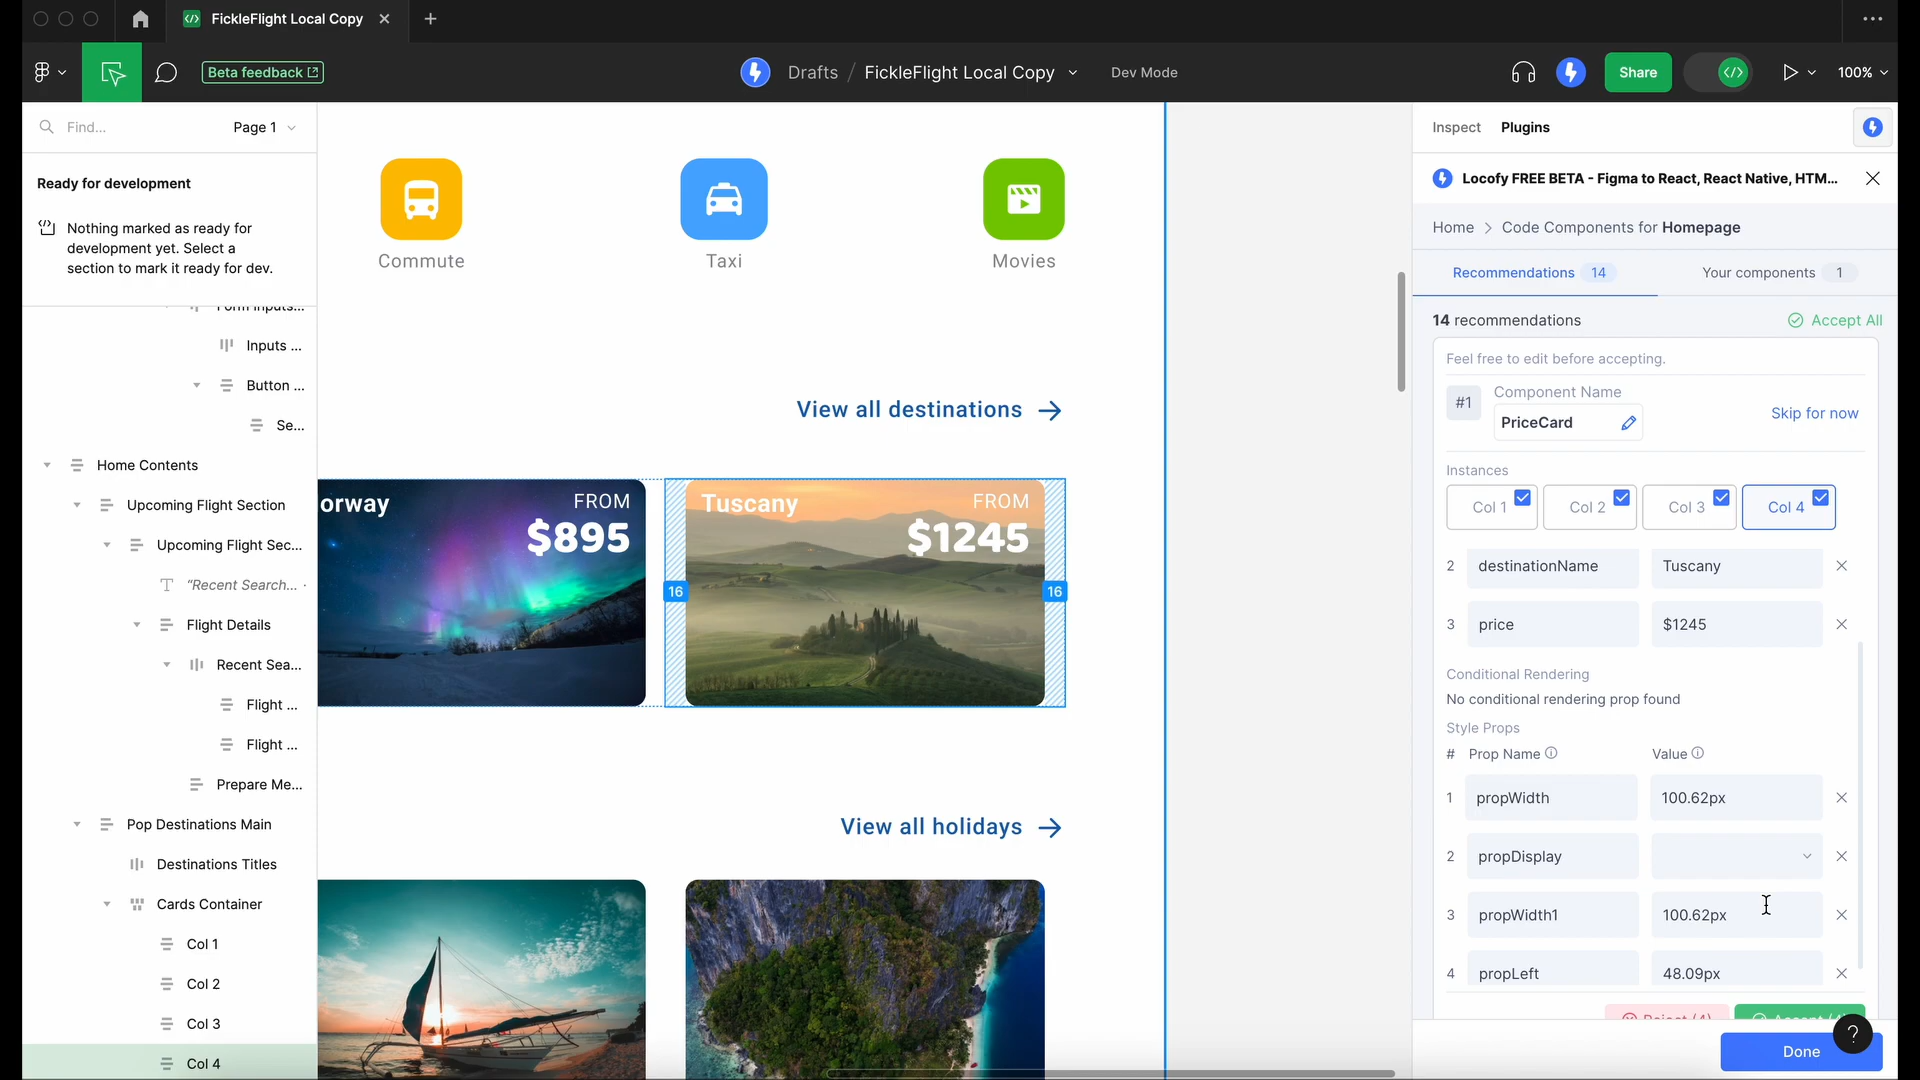 FickleFlight Local Copy
Beta feedback
Drafts / FickleFlight Local Copy
Dev Mode
Share
100%
Find...
Page 1
Ready for development
Nothing marked as ready for
development yet. Select a
section to mark it ready for dev.
Form Inputs...
Inputs ...
Button ...
Se...
Home Contents
Upcoming Flight Section
Upcoming Flight Sec...
“Recent Search...
Flight Details
Recent Sea...
Flight ...
Flight ...
Prepare Me...
Pop Destinations Main
Destinations Titles
Cards Container
Col 1
Col 2
Col 3
Col 4
Commute
Taxi
Movies
View all destinations
orway
FROM
$895
Tuscany
FROM
$1245
16
16
View all holidays
Inspect
Plugins
Locofy FREE BETA - Figma to React, React Native, HTM...
Home > Code Components for Homepage
Recommendations 14
Your components 1
14 recommendations
Accept All
Feel free to edit before accepting.
#1
Component Name
PriceCard
Skip for now
Instances
Col 1
Col 2
Col 3
Col 4
2 destinationName Tuscany
3 price $1245
Conditional Rendering
No conditional rendering prop found
Style Props
# Prop Name Value
1 propWidth 100.62px
2 propDisplay
3 propWidth1 100.62px
4 propLeft 48.09px
Reject (4)
Accept (4)
Done
?